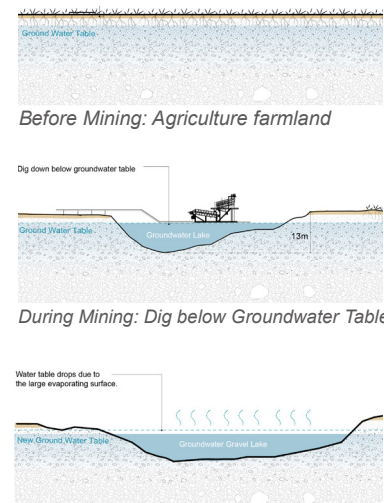 Ground Water Table
Before Mining: Agriculture farmland
Dig down below groundwater table
Ground Water Table
Groundwater Lake
13m
During Mining: Dig below Groundwater Table
Water table drops due to
the large evaporating surface.
New Ground Water Table
Groundwater Gravel Lake